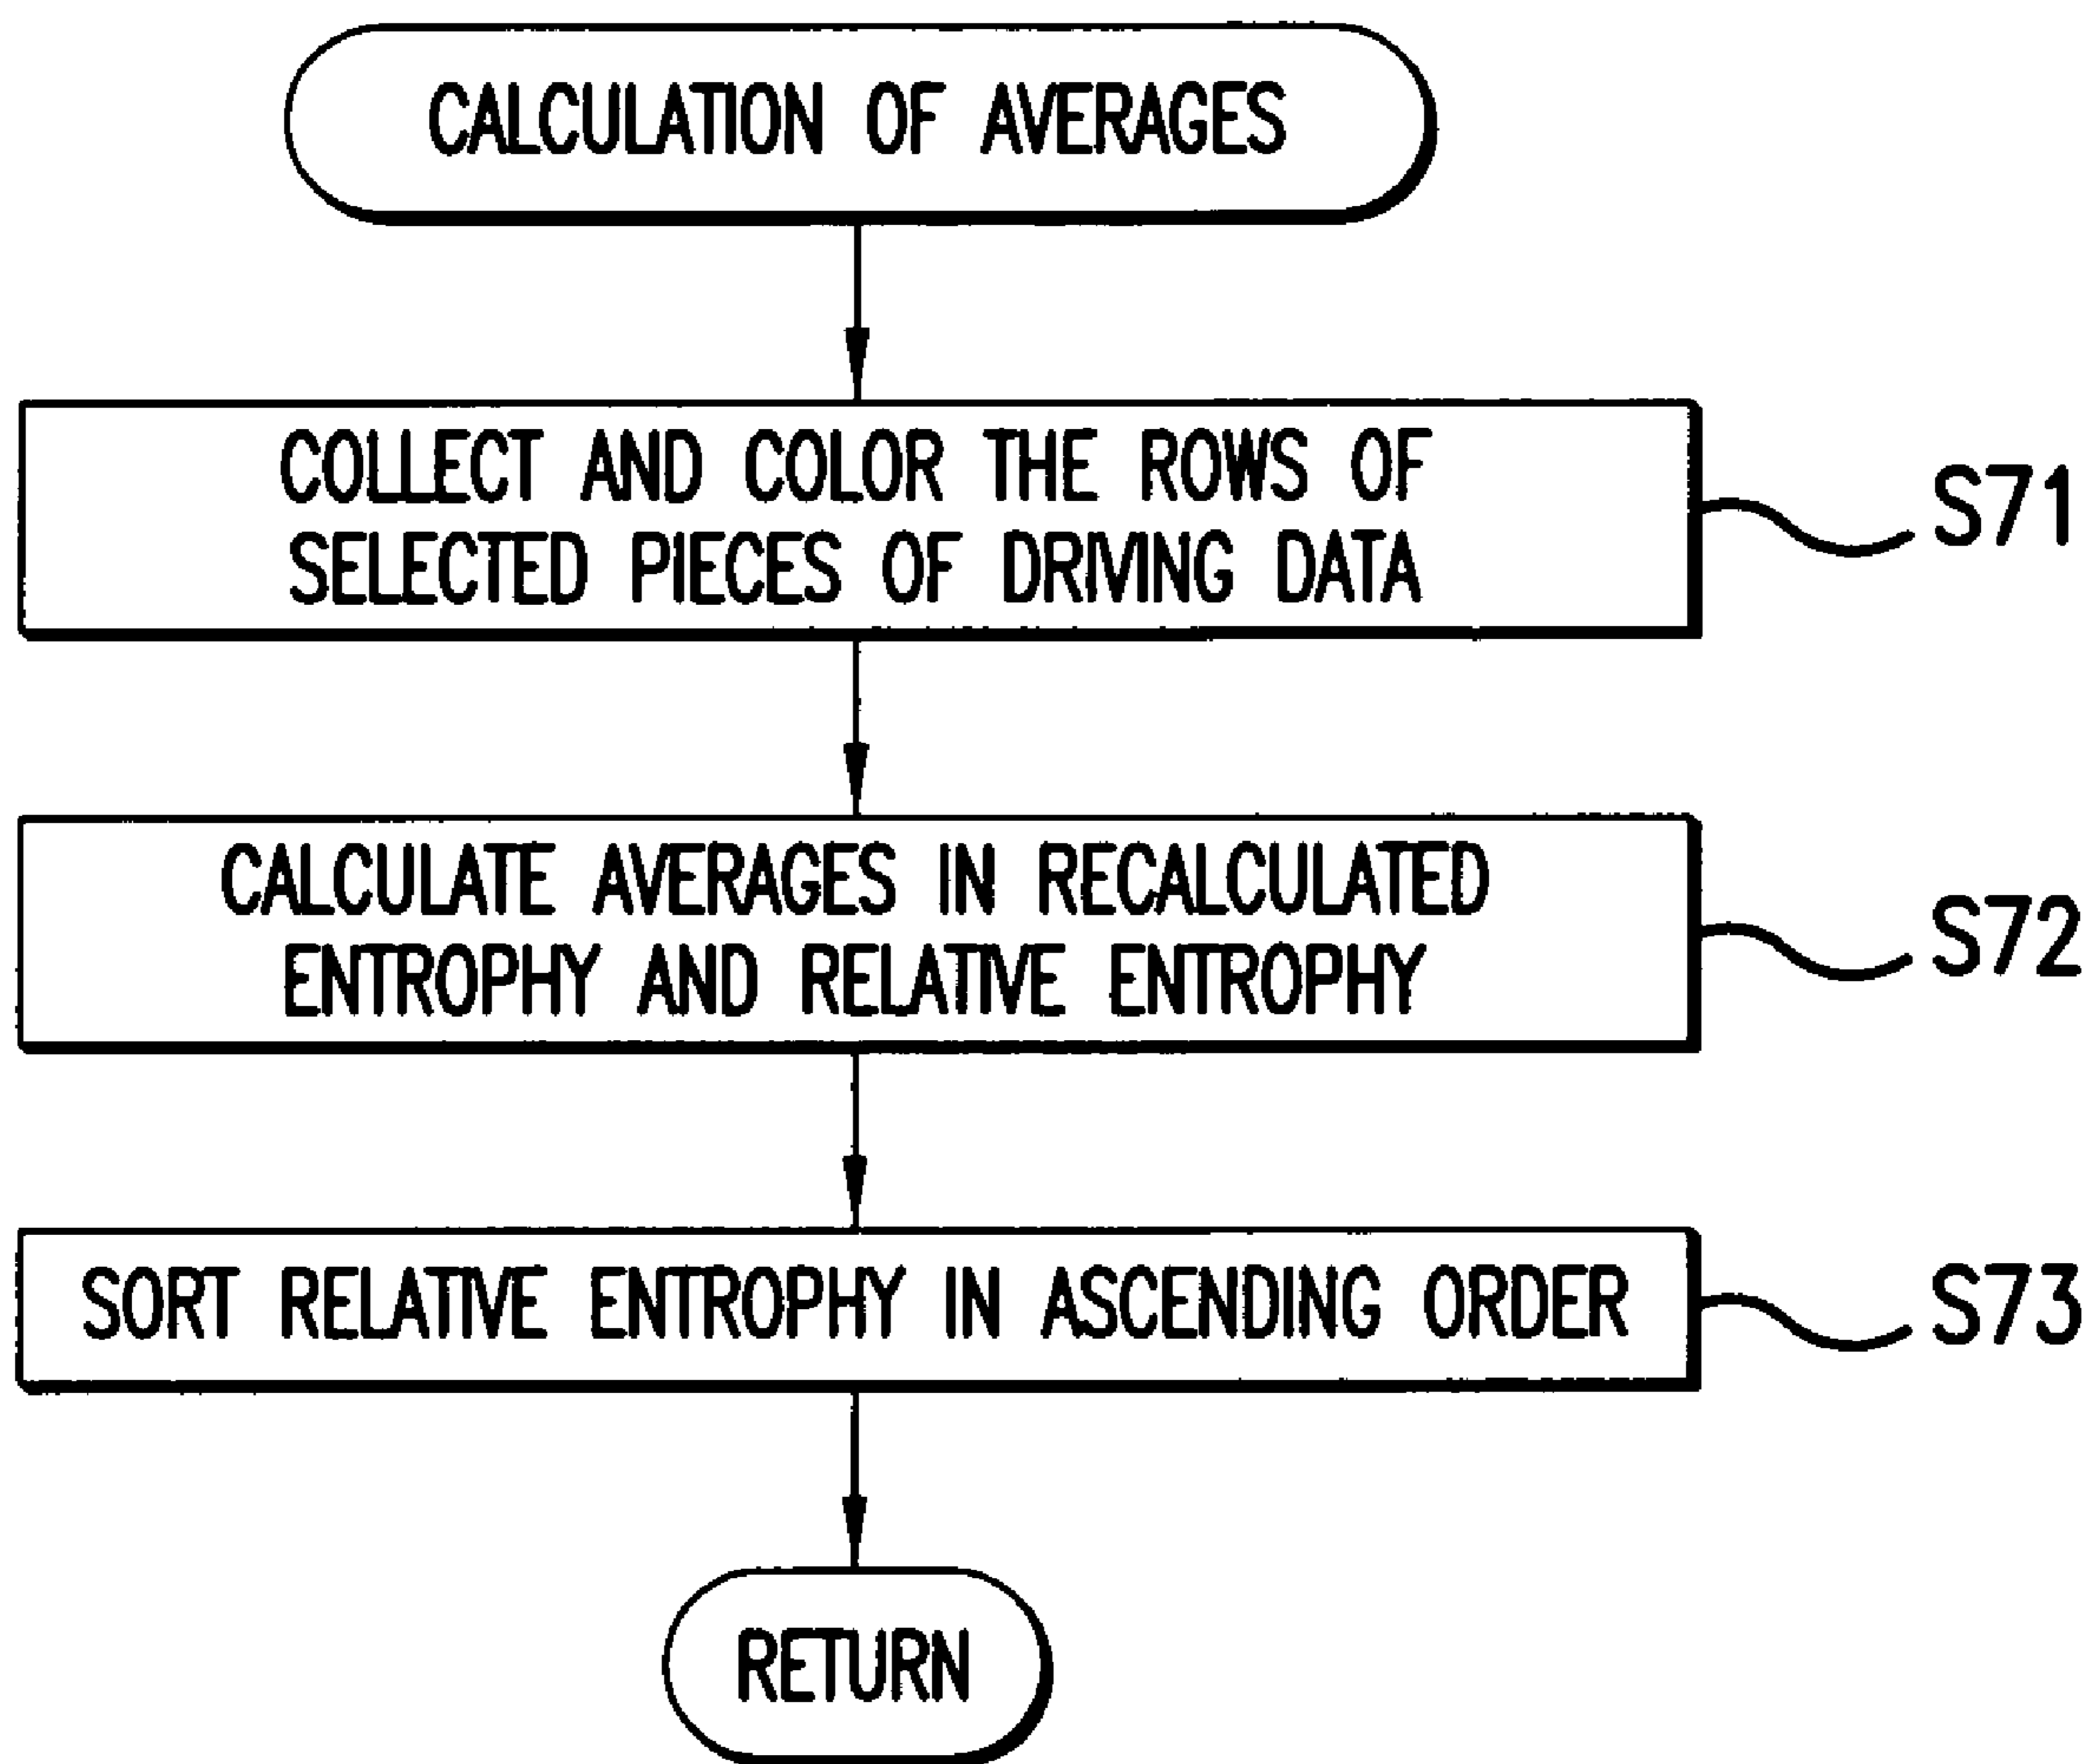 CALCULATION OF AVERAGES
COLLECT AND COLOR THE ROWS OF
SELECTED PIECES OF DRIVING DATA
S71
CALCULATE AVERAGES IN RECALCULATED
ENTROPHY AND RELATIVE ENTROPHY
S72
SORT RELATIVE ENTROPHY IN ASCENDING ORDER
S73
RETURN